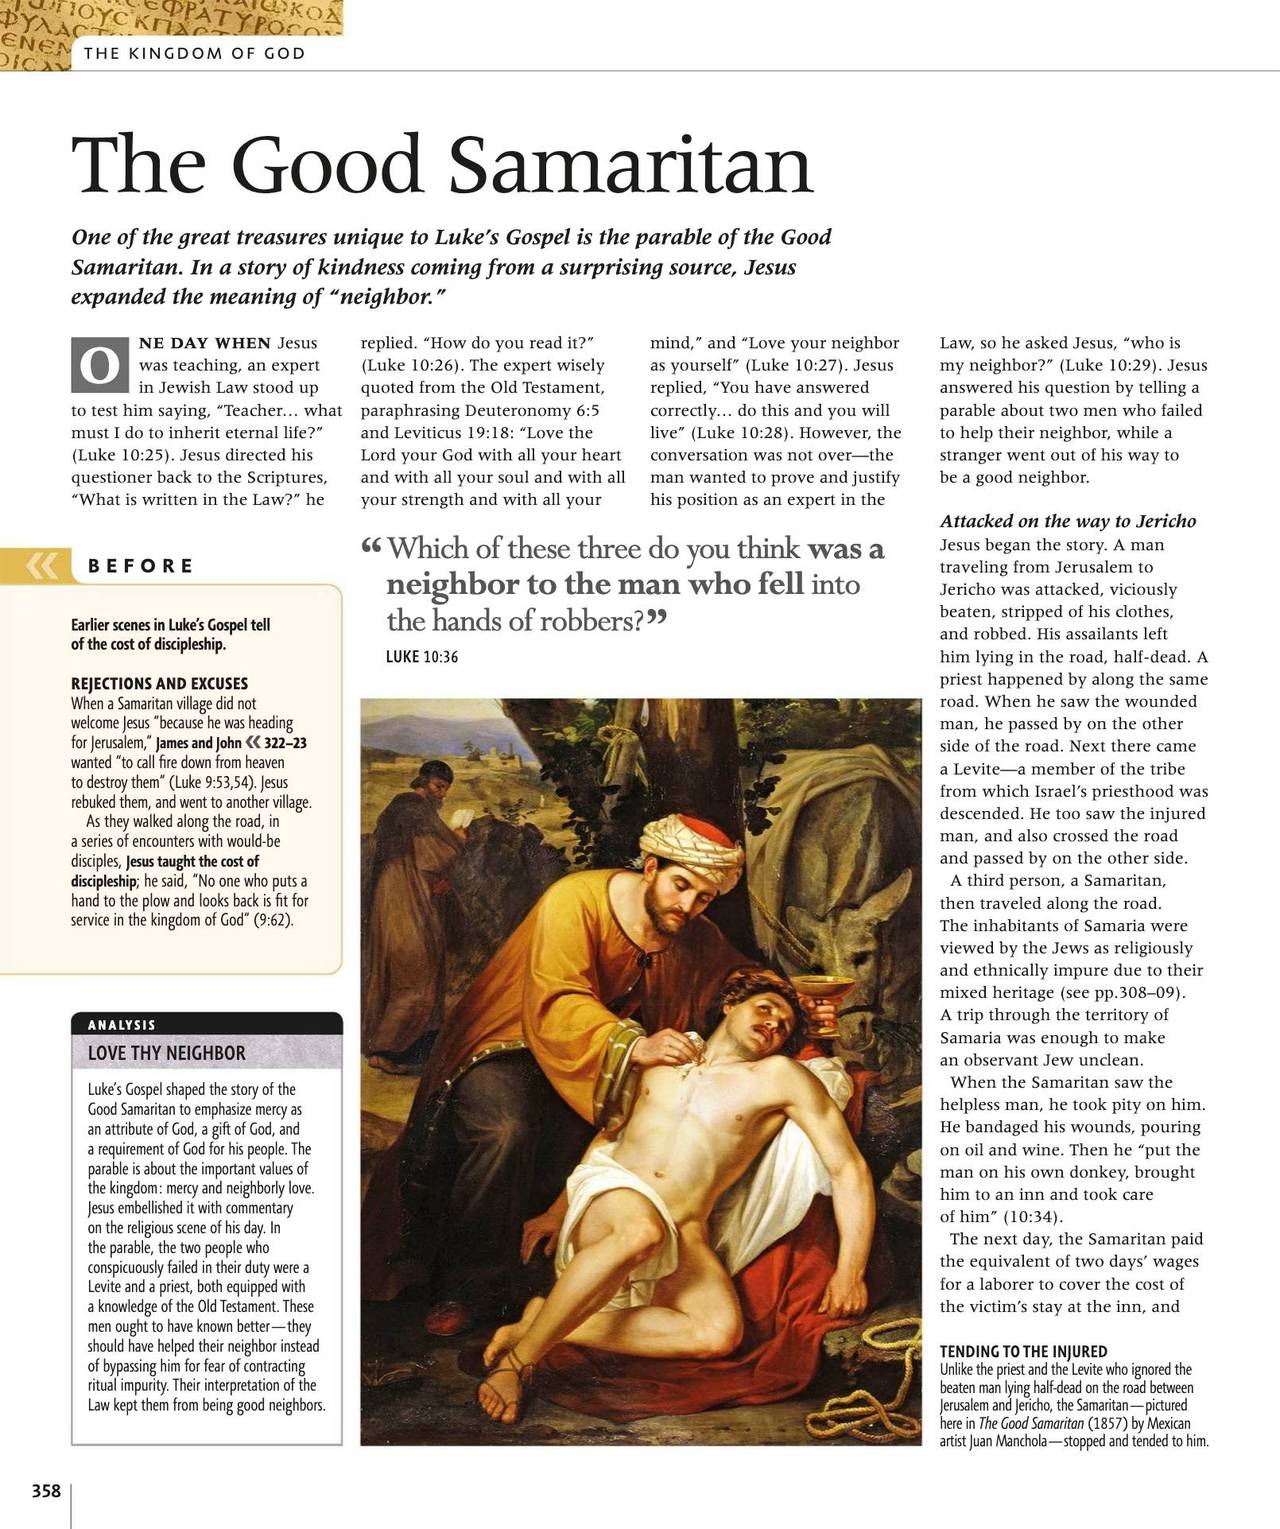 THE KINGDOM OF GOD
The Good Samaritan
One of the great treasures unique to Luke’s Gospel is the parable of the Good
Samaritan. In a story of kindness coming from a surprising source, Jesus
expanded the meaning of “neighbor.”
ONE DAY WHEN Jesus
was teaching, an expert
in Jewish Law stood up
to test him saying, “Teacher… what
must I do to inherit eternal life?”
(Luke 10:25). Jesus directed his
questioner back to the Scriptures,
“What is written in the Law?” he
replied. “How do you read it?”
(Luke 10:26). The expert wisely
quoted from the Old Testament,
paraphrasing Deuteronomy 6:5
and Leviticus 19:18: “Love the
Lord your God with all your heart
and with all your soul and with all
your strength and with all your
mind,” and “Love your neighbor
as yourself” (Luke 10:27). Jesus
replied, “You have answered
correctly… do this and you will
live” (Luke 10:28). However, the
conversation was not over—the
man wanted to prove and justify
his position as an expert in the
Law, so he asked Jesus, “who is
my neighbor?” (Luke 10:29). Jesus
answered his question by telling a
parable about two men who failed
to help their neighbor, while a
stranger went out of his way to
be a good neighbor.
Attacked on the way to Jericho
Jesus began the story. A man
traveling from Jerusalem to
Jericho was attacked, viciously
beaten, stripped of his clothes,
and robbed. His assailants left
him lying in the road, half-dead. A
priest happened by along the same
road. When he saw the wounded
man, he passed by on the other
side of the road. Next there came
a Levite—a member of the tribe
from which Israel’s priesthood was
descended. He too saw the injured
man, and also crossed the road
and passed by on the other side.
A third person, a Samaritan,
then traveled along the road.
The inhabitants of Samaria were
viewed by the Jews as religiously
and ethnically impure due to their
mixed heritage (see pp.308–09).
A trip through the territory of
Samaria was enough to make
an observant Jew unclean.
When the Samaritan saw the
helpless man, he took pity on him.
He bandaged his wounds, pouring
on oil and wine. Then he “put the
man on his own donkey, brought
him to an inn and took care
of him” (10:34).
The next day, the Samaritan paid
the equivalent of two days’ wages
for a laborer to cover the cost of
the victim’s stay at the inn, and
“Which of these three do you think was a
neighbor to the man who fell into
the hands of robbers?”
LUKE 10:36
« BEFORE
Earlier scenes in Luke’s Gospel tell
of the cost of discipleship.
REJECTIONS AND EXCUSES
When a Samaritan village did not
welcome Jesus “because he was heading
for Jerusalem,” James and John « 322–23
wanted “to call fire down from heaven
to destroy them” (Luke 9:53,54). Jesus
rebuked them, and went to another village.
As they walked along the road, in
a series of encounters with would-be
disciples, Jesus taught the cost of
discipleship; he said, “No one who puts a
hand to the plow and looks back is fit for
service in the kingdom of God” (9:62).
ANALYSIS
LOVE THY NEIGHBOR
Luke’s Gospel shaped the story of the
Good Samaritan to emphasize mercy as
an attribute of God, a gift of God, and
a requirement of God for his people. The
parable is about the important values of
the kingdom: mercy and neighborly love.
Jesus embellished it with commentary
on the religious scene of his day. In
the parable, the two people who
conspicuously failed in their duty were a
Levite and a priest, both equipped with
a knowledge of the Old Testament. These
men ought to have known better—they
should have helped their neighbor instead
of bypassing him for fear of contracting
ritual impurity. Their interpretation of the
Law kept them from being good neighbors.
TENDING TO THE INJURED
Unlike the priest and the Levite who ignored the
beaten man lying half-dead on the road between
Jerusalem and Jericho, the Samaritan—pictured
here in The Good Samaritan (1857) by Mexican
artist Juan Manchola—stopped and tended to him.
358